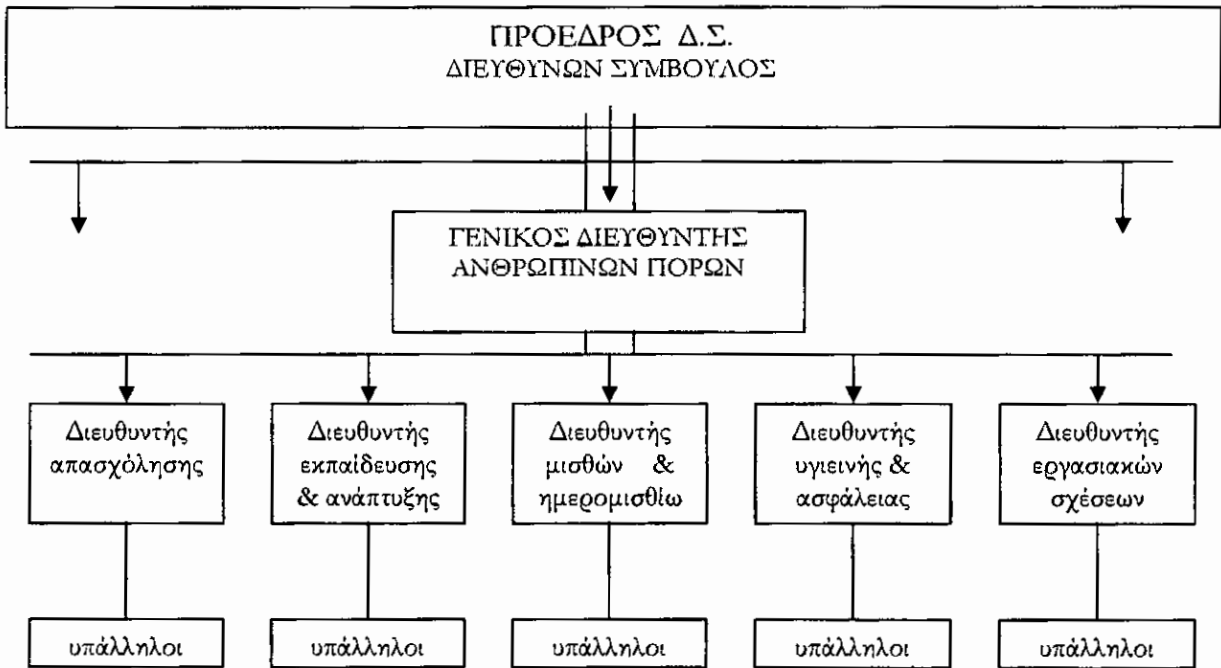 ΠΡΟΕΔΡΟΣ Δ.Σ.
ΔΙΕΥΘΥΝΩΝ ΣΥΜΒΟΥΛΟΣ
ΓΕΝΙΚΟΣ ΔΙΕΥΘΥΝΤΗΣ
ΑΝΘΡΩΠΙΝΩΝ ΠΟΡΩΝ
Διευθυντής
απασχόλησης
Διευθυντής
εκπαίδευσης
& ανάπτυξης
Διευθυντής
μισθών &
ημερομισθίω
Διευθυντής
υγιεινής &
ασφάλειας
Διευθυντής
εργασιακών
σχέσεων
υπάλληλοι
υπάλληλοι
υπάλληλοι
υπάλληλοι
υπάλληλοι